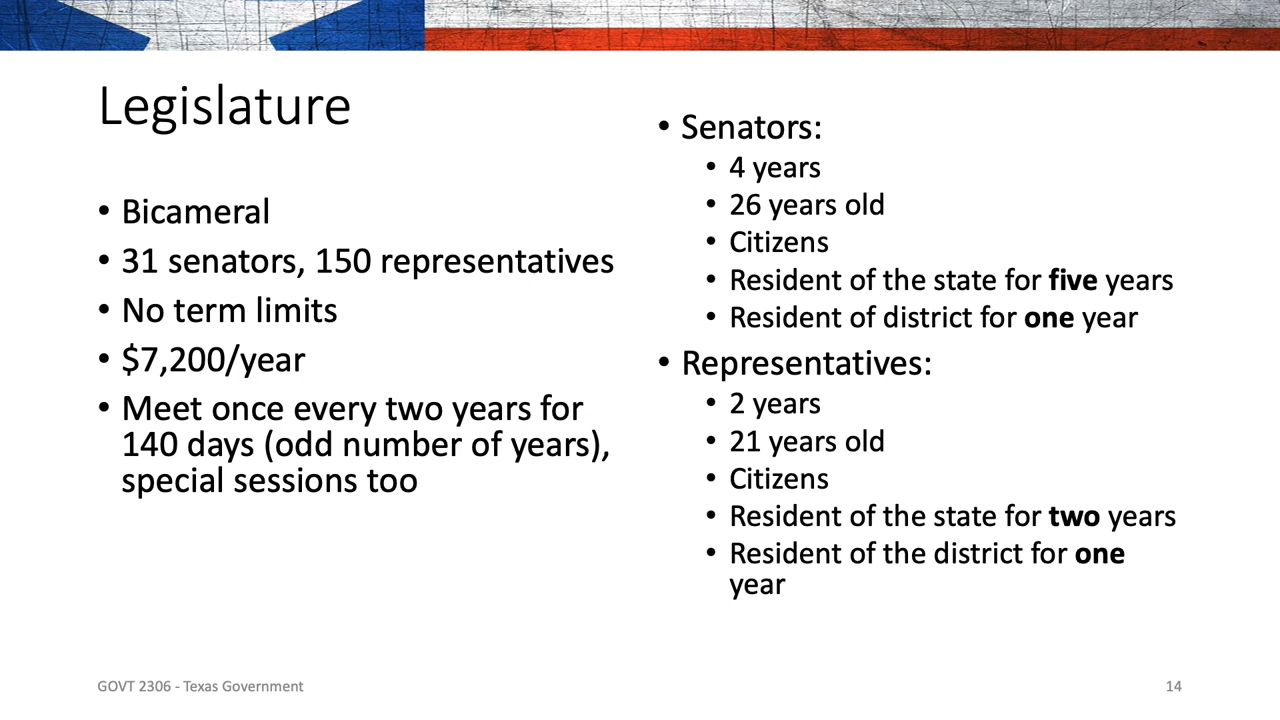 Legislature
• Bicameral
• 31 senators, 150 representatives
• No term limits
• $7,200/year
• Meet once every two years for
140 days (odd number of years),
special sessions too
• Senators:
• 4 years
• 26 years old
• Citizens
• Resident of the state for five years
• Resident of district for one year
• Representatives:
• 2 years
• 21 years old
• Citizens
• Resident of the state for two years
• Resident of the district for one
year
GOVT 2306 - Texas Government
14